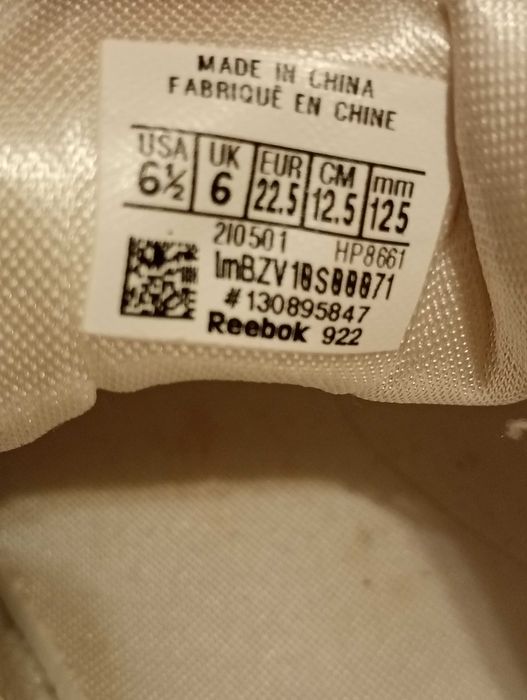 MADE IN CHINA
FABRIQUÉ EN CHINE
USA UK EUR CM mm
6½ 6 22.5 12.5 125
210501 HP8661
1mBZV10S00071
#130895847
Reebok 922